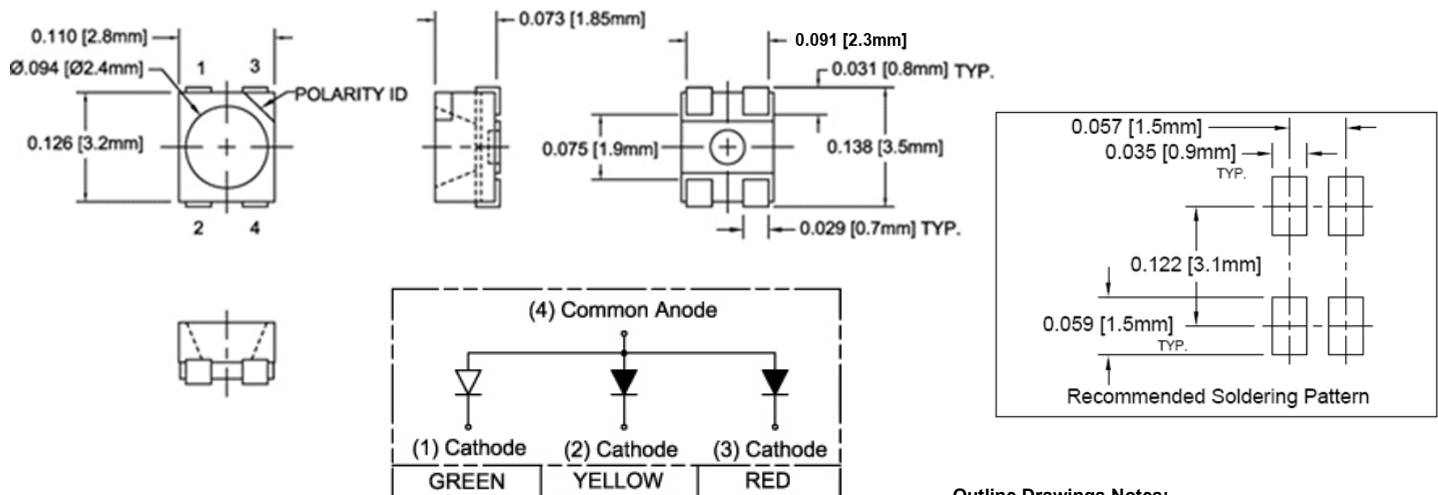 0.110 [2.8mm]
Ø.094 [Ø2.4mm]
1
3
POLARITY ID
0.126 [3.2mm]
2
4
0.073 [1.85mm]
0.091 [2.3mm]
0.031 [0.8mm] TYP.
0.075 [1.9mm]
0.138 [3.5mm]
0.029 [0.7mm] TYP.
0.057 [1.5mm]
0.035 [0.9mm]
TYP.
0.122 [3.1mm]
0.059 [1.5mm]
TYP.
Recommended Soldering Pattern
(4) Common Anode
(1) Cathode
(2) Cathode
(3) Cathode
GREEN
YELLOW
RED
Outline Drawings Notes: